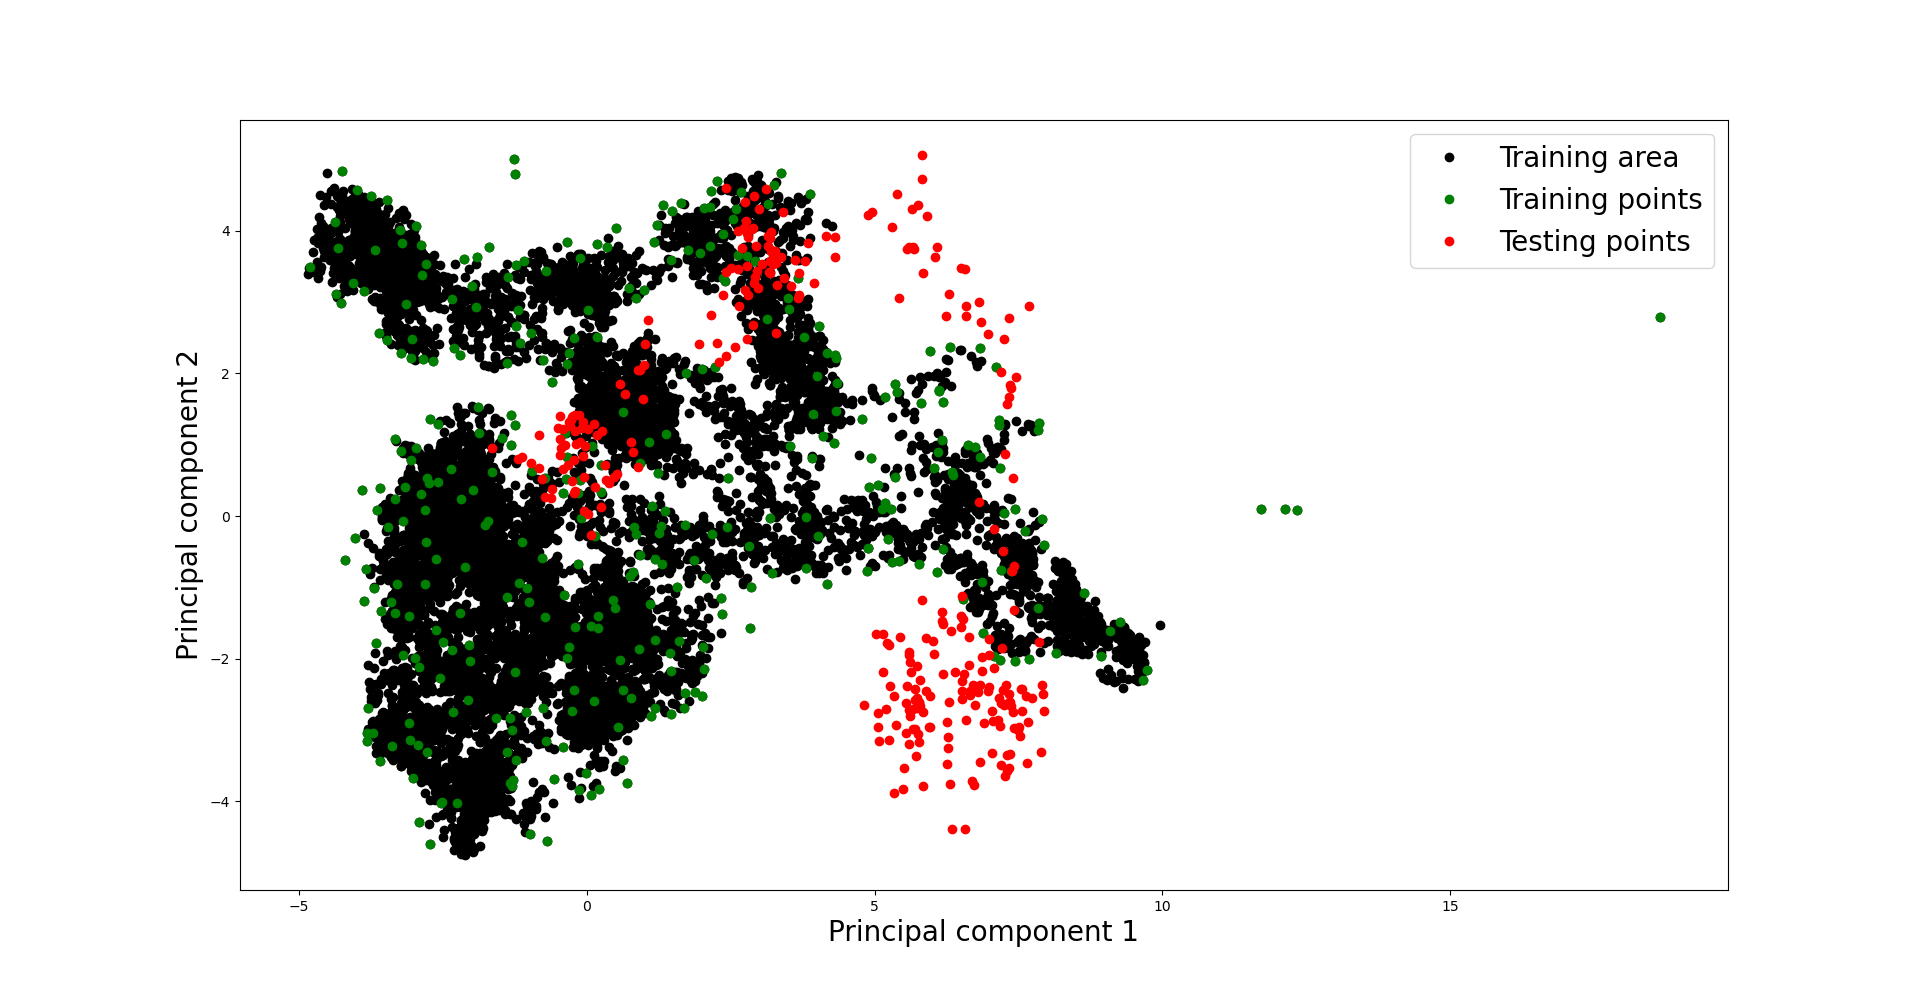 Training area
Training points
Testing points
4
2
0
−2
−4
Principal component 2
−5
0
5
10
15
Principal component 1